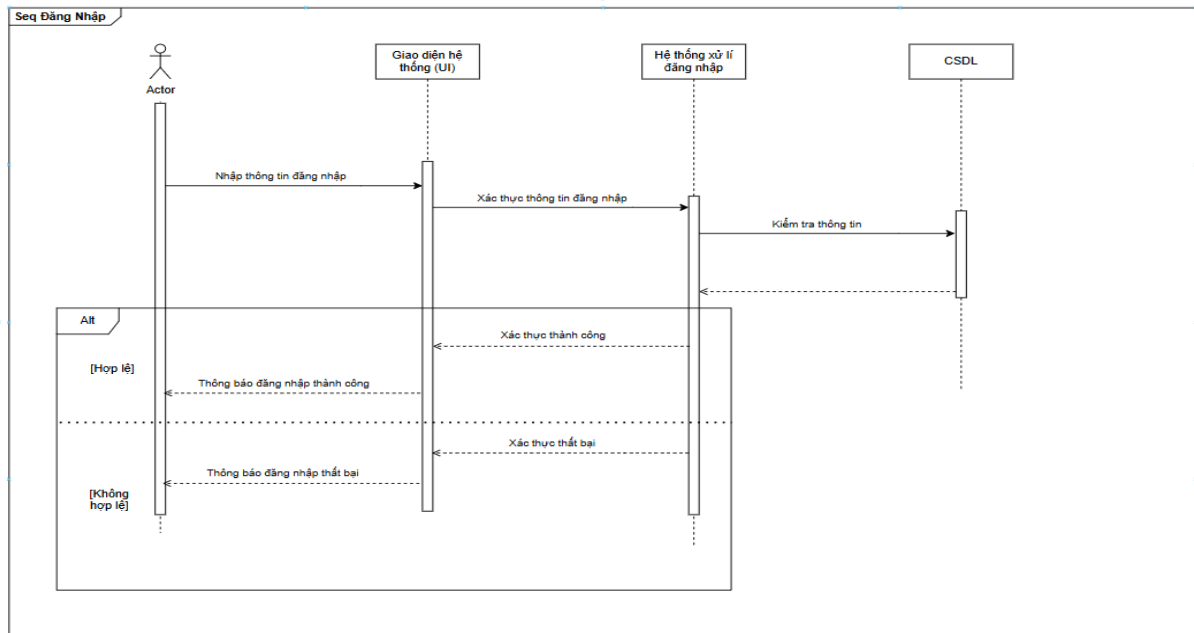 Seq Đăng Nhập
Actor
Giao diện hệ
thống (UI)
Hệ thống xử lí
đăng nhập
CSDL
Nhập thông tin đăng nhập
Xác thực thông tin đăng nhập
Kiểm tra thông tin
Alt
Xác thực thành công
[Hợp lệ]
Thông báo đăng nhập thành công
Xác thực thất bại
Thông báo đăng nhập thất bại
[Không
hợp lệ]